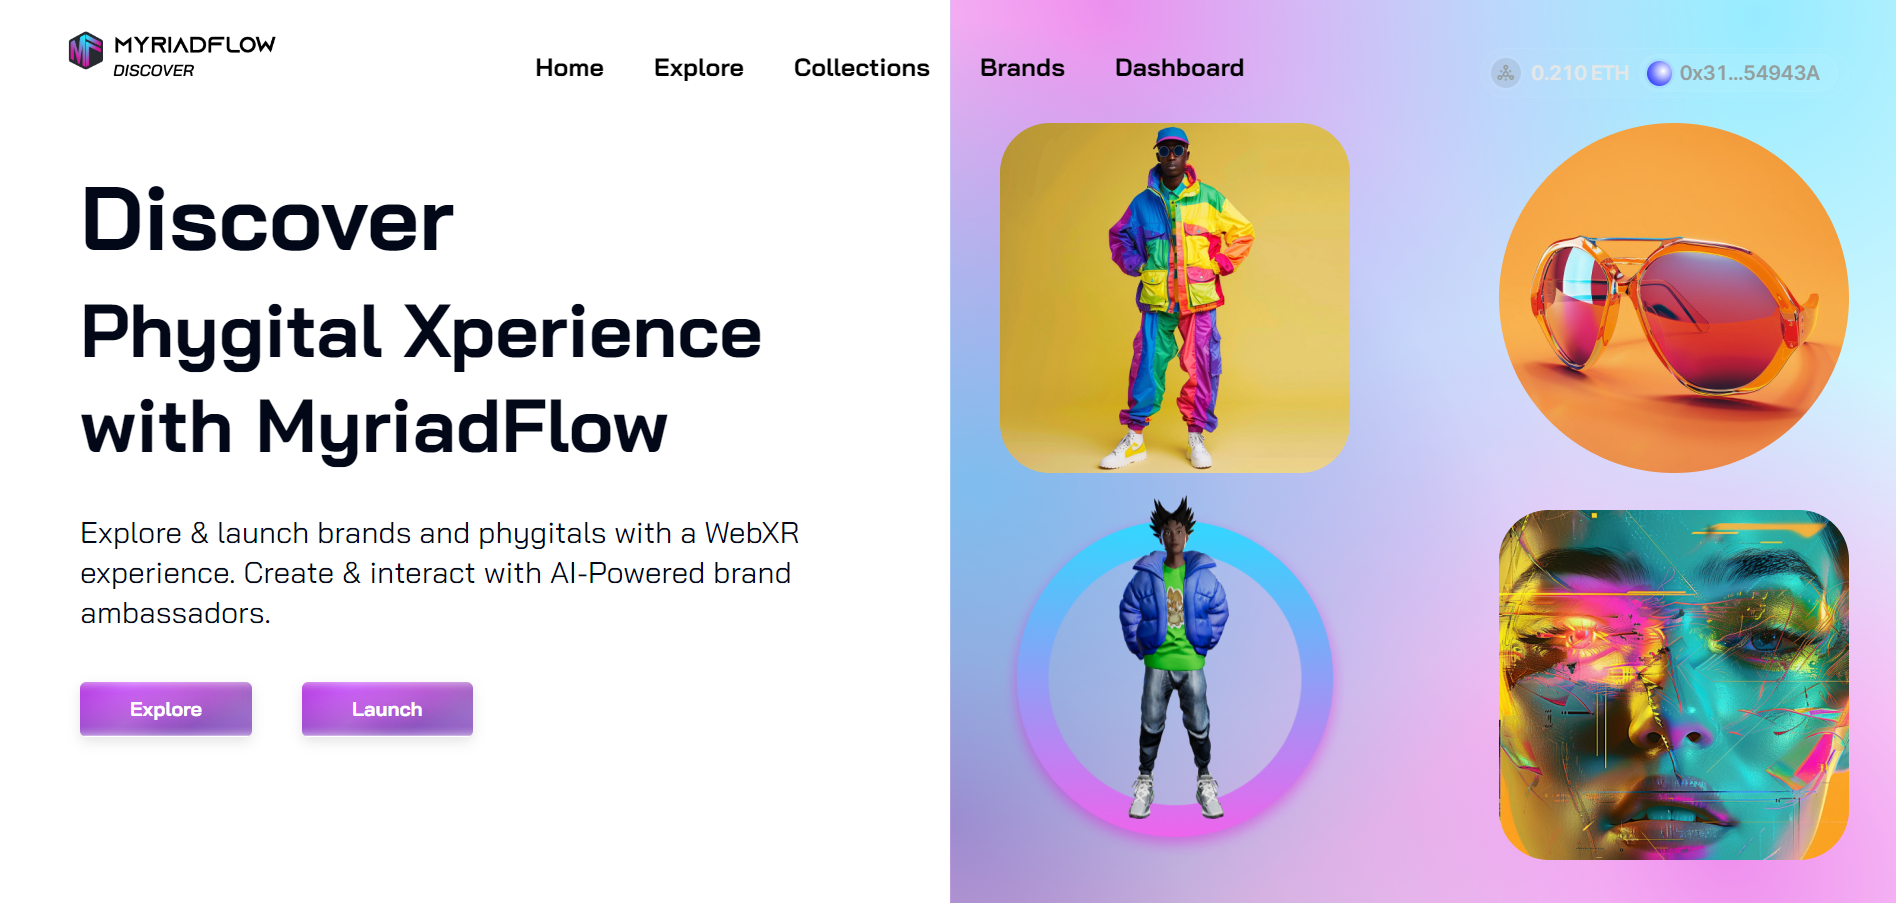 MYRIADFLOW
DISCOVER
Home Explore Collections Brands Dashboard
0.210 ETH 0x31...54943A
Discover
Phygital Xperience
with MyriadFlow
Explore & launch brands and phygitals with a WebXR
experience. Create & interact with AI-Powered brand
ambassadors.
Explore Launch